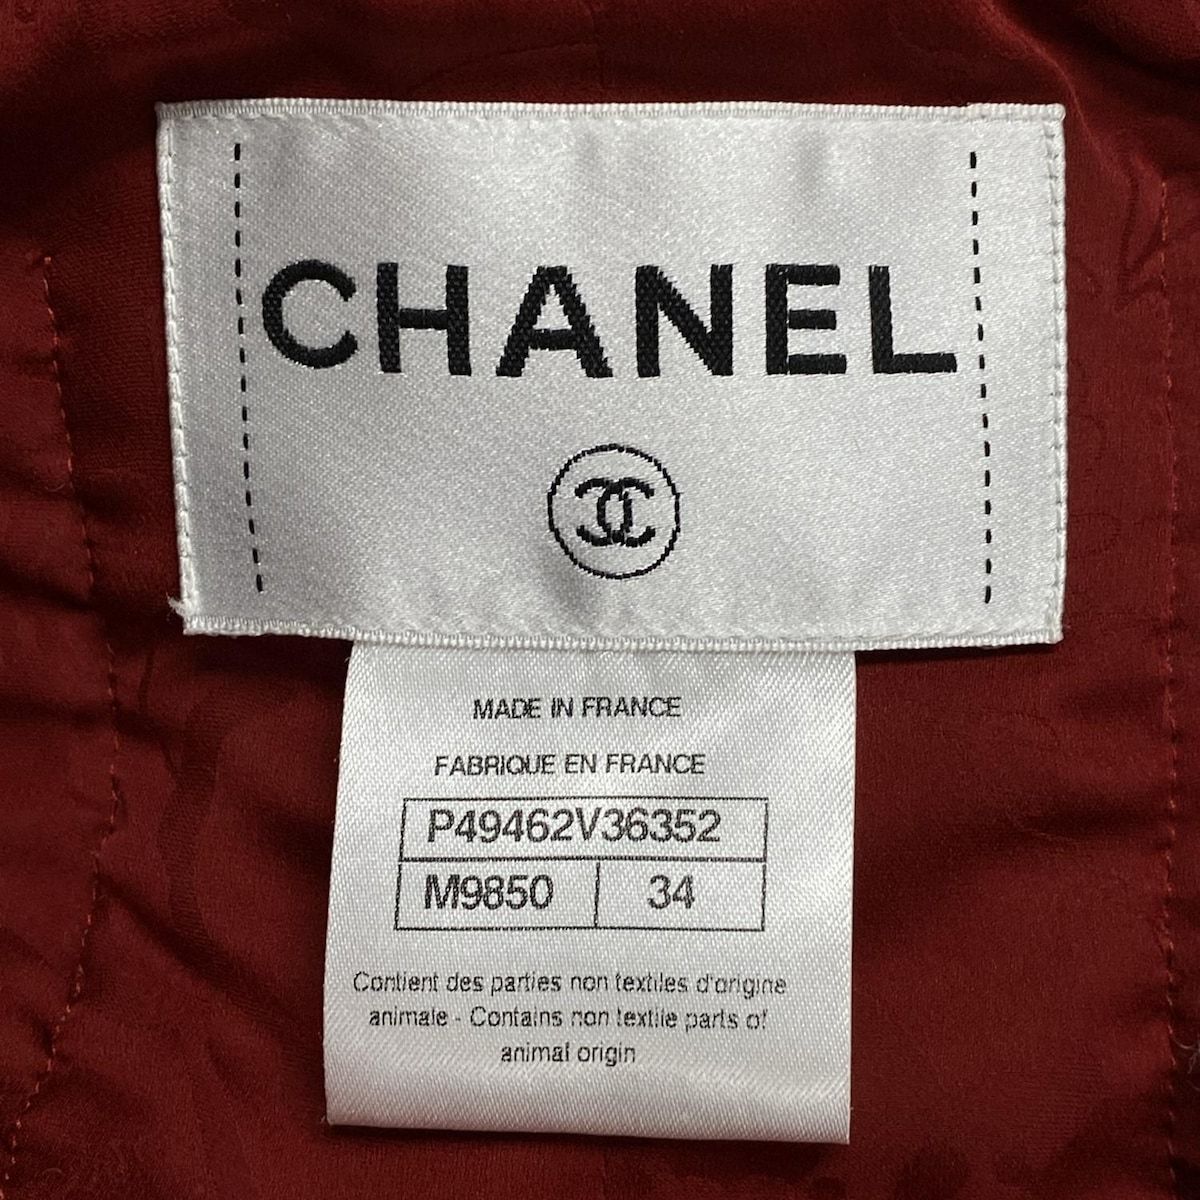 CHANEL
MADE IN FRANCE
FABRIQUE EN FRANCE
P49462V36352
M9850 34
Contient des parties non textiles d'origine
animale - Contains non textile parts of
animal origin